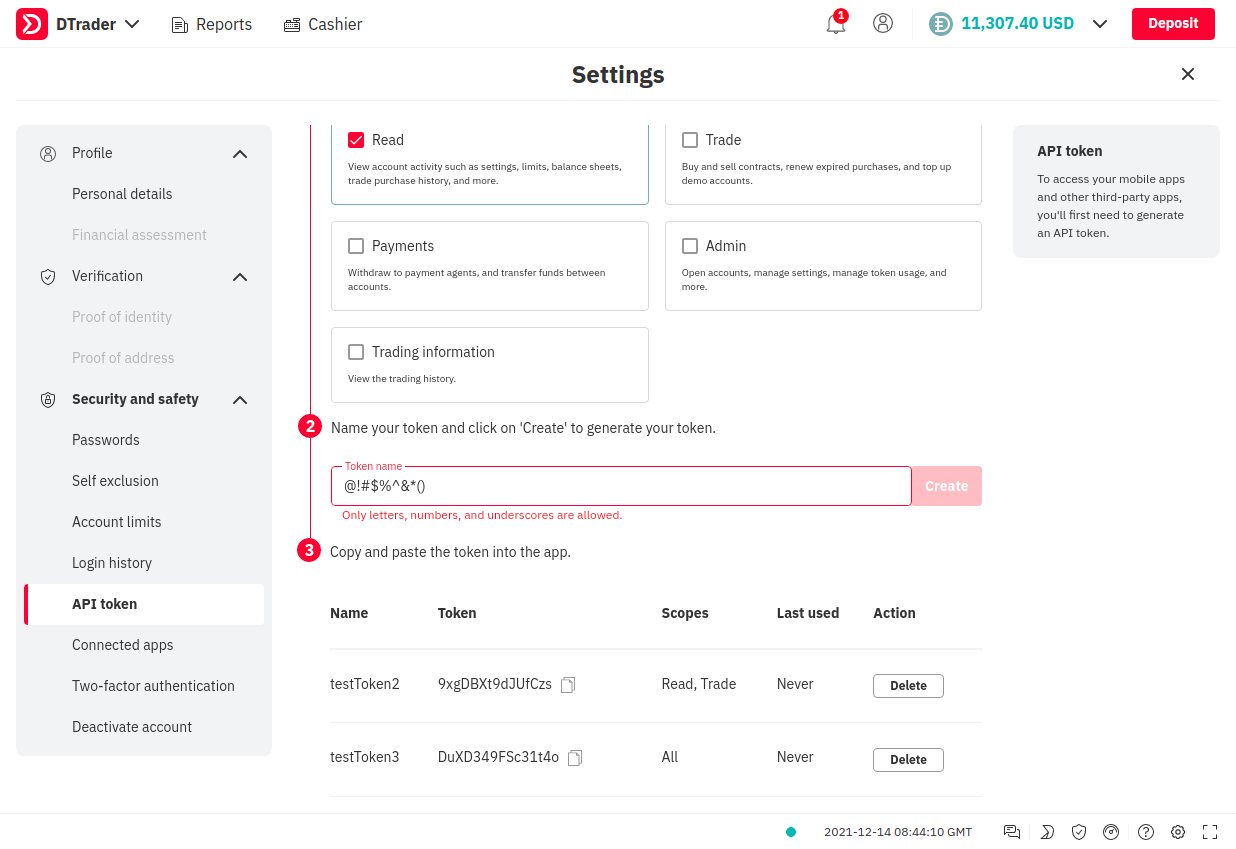 DTrader
Reports
Cashier
1
11,307.40 USD
Deposit
Settings
Profile
Personal details
Financial assessment
Verification
Proof of identity
Proof of address
Security and safety
Passwords
Self exclusion
Account limits
Login history
API token
Connected apps
Two-factor authentication
Deactivate account
Read
View account activity such as settings, limits, balance sheets,
trade purchase history, and more.
Trade
Buy and sell contracts, renew expired purchases, and top up
demo accounts.
Payments
Withdraw to payment agents, and transfer funds between
accounts.
Admin
Open accounts, manage settings, manage token usage, and
more.
Trading information
View the trading history.
2
Name your token and click on 'Create' to generate your token.
Token name
@!#$%^&*()
Create
Only letters, numbers, and underscores are allowed.
3
Copy and paste the token into the app.
Name Token Scopes Last used Action
testToken2 9xgDBXt9dJUfCzs Read, Trade Never Delete
testToken3 DuXD349FSc31t4o All Never Delete
API token
To access your mobile apps
and other third-party apps,
you'll first need to generate
an API token.
2021-12-14 08:44:10 GMT